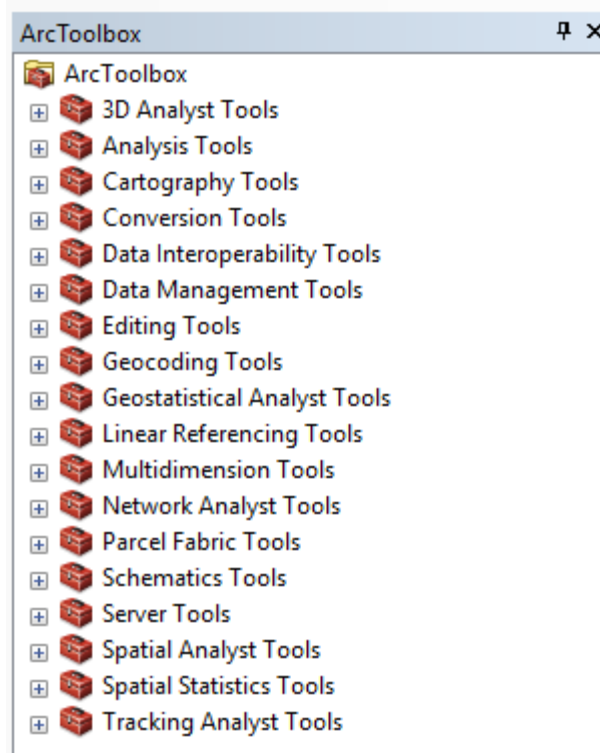 ArcToolbox
ArcToolbox
3D Analyst Tools
Analysis Tools
Cartography Tools
Conversion Tools
Data Interoperability Tools
Data Management Tools
Editing Tools
Geocoding Tools
Geostatistical Analyst Tools
Linear Referencing Tools
Multidimension Tools
Network Analyst Tools
Parcel Fabric Tools
Schematics Tools
Server Tools
Spatial Analyst Tools
Spatial Statistics Tools
Tracking Analyst Tools